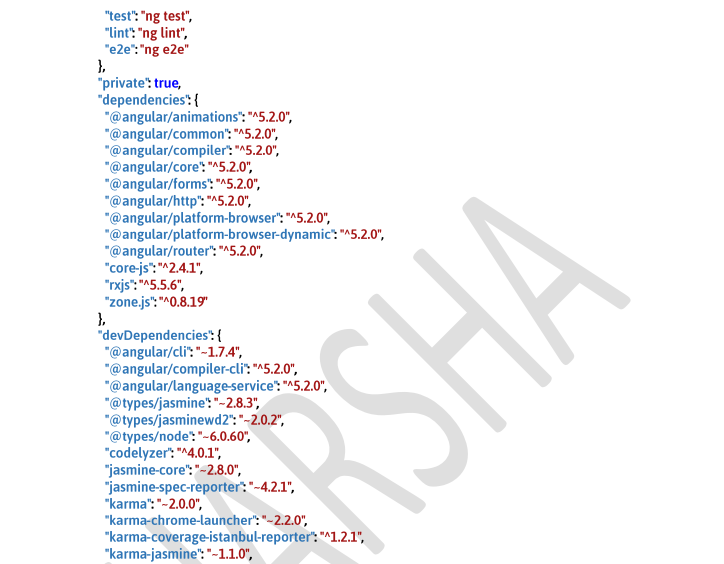 "test": "ng test",
"lint": "ng lint",
"e2e": "ng e2e"
},
"private": true,
"dependencies": {
"@angular/animations": "^5.2.0",
"@angular/common": "^5.2.0",
"@angular/compiler": "^5.2.0",
"@angular/core": "^5.2.0",
"@angular/forms": "^5.2.0",
"@angular/http": "^5.2.0",
"@angular/platform-browser": "^5.2.0",
"@angular/platform-browser-dynamic": "^5.2.0",
"@angular/router": "^5.2.0",
"core-js": "^2.4.1",
"rxjs": "^5.5.6",
"zone.js": "^0.8.19"
},
"devDependencies": {
"@angular/cli": "~1.7.4",
"@angular/compiler-cli": "^5.2.0",
"@angular/language-service": "^5.2.0",
"@types/jasmine": "~2.8.3",
"@types/jasminewd2": "~2.0.2",
"@types/node": "~6.0.60",
"codelyzer": "^4.0.1",
"jasmine-core": "~2.8.0",
"jasmine-spec-reporter": "~4.2.1",
"karma": "~2.0.0",
"karma-chrome-launcher": "~2.2.0",
"karma-coverage-istanbul-reporter": "^1.2.1",
"karma-jasmine": "~1.1.0",
ARSHA